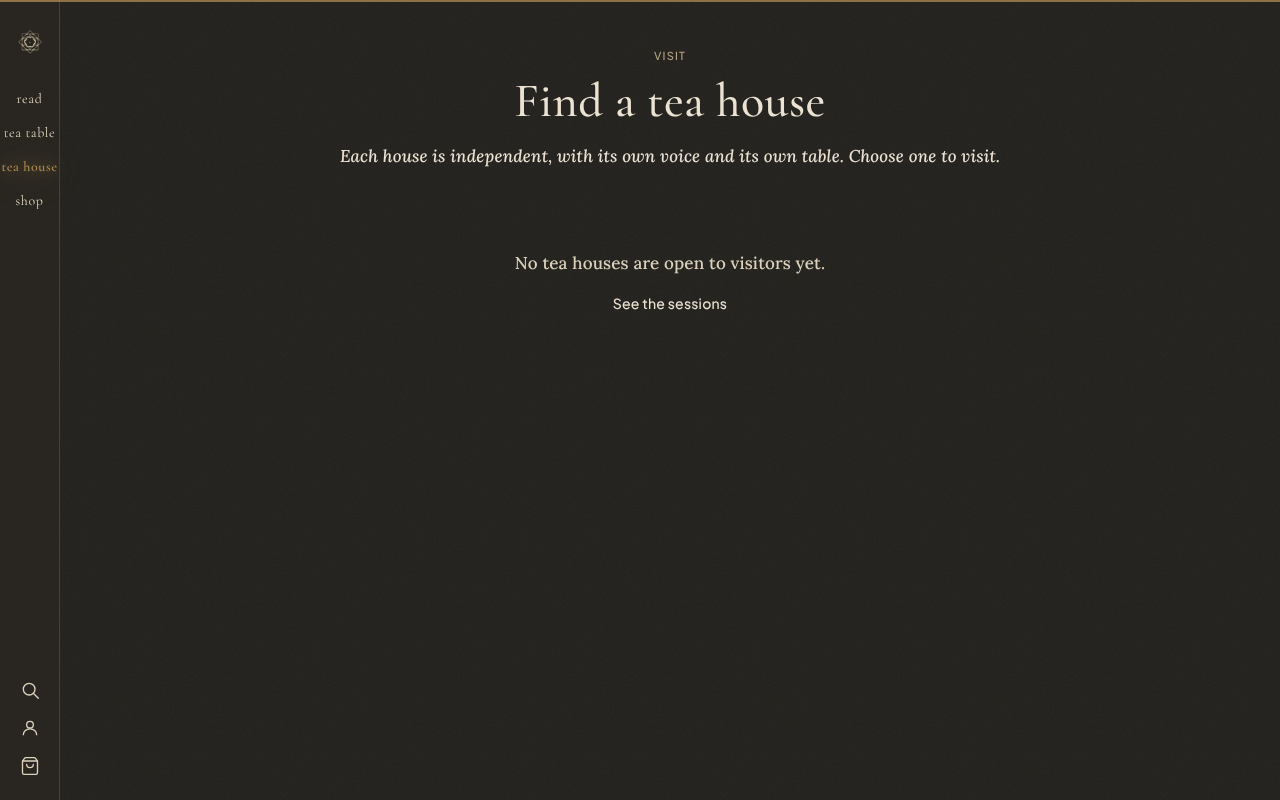 read
tea table
tea house
shop
VISIT
Find a tea house
Each house is independent, with its own voice and its own table. Choose one to visit.
No tea houses are open to visitors yet.
See the sessions